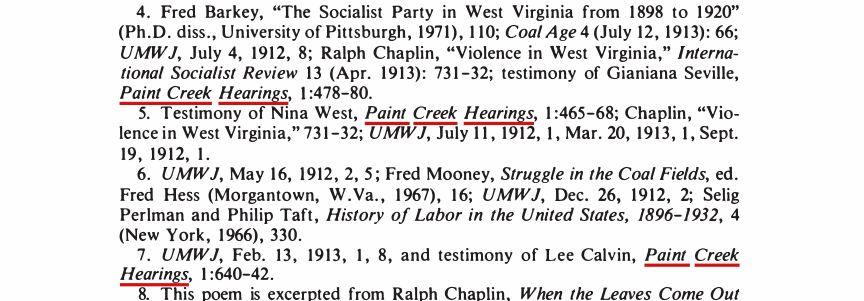 4. Fred Barkey, “The Socialist Party in West Virginia from 1898 to 1920”
(Ph.D. diss., University of Pittsburgh, 1971), 110; Coal Age 4 (July 12, 1913): 66;
UMWJ, July 4, 1912, 8; Ralph Chaplin, “Violence in West Virginia,” Interna-
tional Socialist Review 13 (Apr. 1913): 731–32; testimony of Gianiana Seville,
Paint Creek Hearings, 1:478–80.
5. Testimony of Nina West, Paint Creek Hearings, 1:465–68; Chaplin, “Vio-
lence in West Virginia,” 731–32; UMWJ, July 11, 1912, 1, Mar. 20, 1913, 1, Sept.
19, 1912, 1.
6. UMWJ, May 16, 1912, 2, 5; Fred Mooney, Struggle in the Coal Fields, ed.
Fred Hess (Morgantown, W.Va., 1967), 16; UMWJ, Dec. 26, 1912, 2; Selig
Perlman and Philip Taft, History of Labor in the United States, 1896–1932, 4
(New York, 1966), 330.
7. UMWJ, Feb. 13, 1913, 1, 8, and testimony of Lee Calvin, Paint Creek
Hearings, 1:640–42.
8. This poem is excerpted from Ralph Chaplin, When the Leaves Come Out